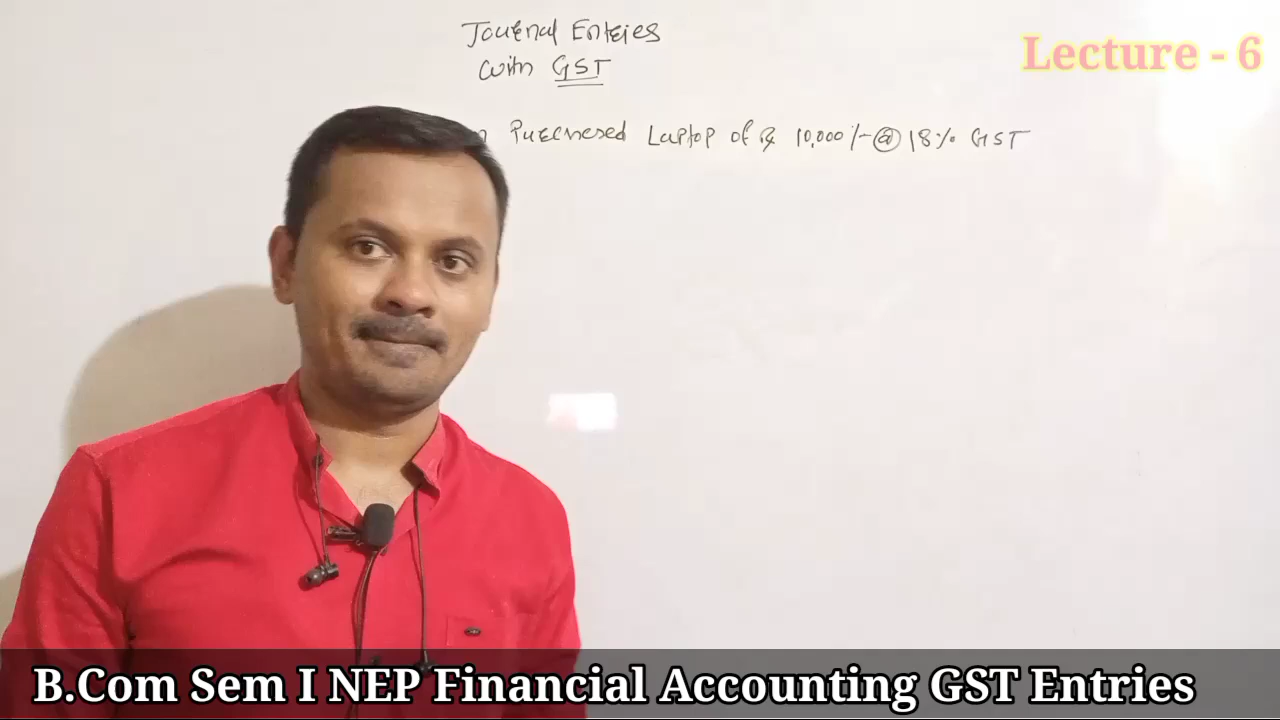 Journal Entries
Lecture - 6
with GST
Purchased Laptop of ₹ 10,000/- @ 18% GST
B.Com Sem I NEP Financial Accounting GST Entries